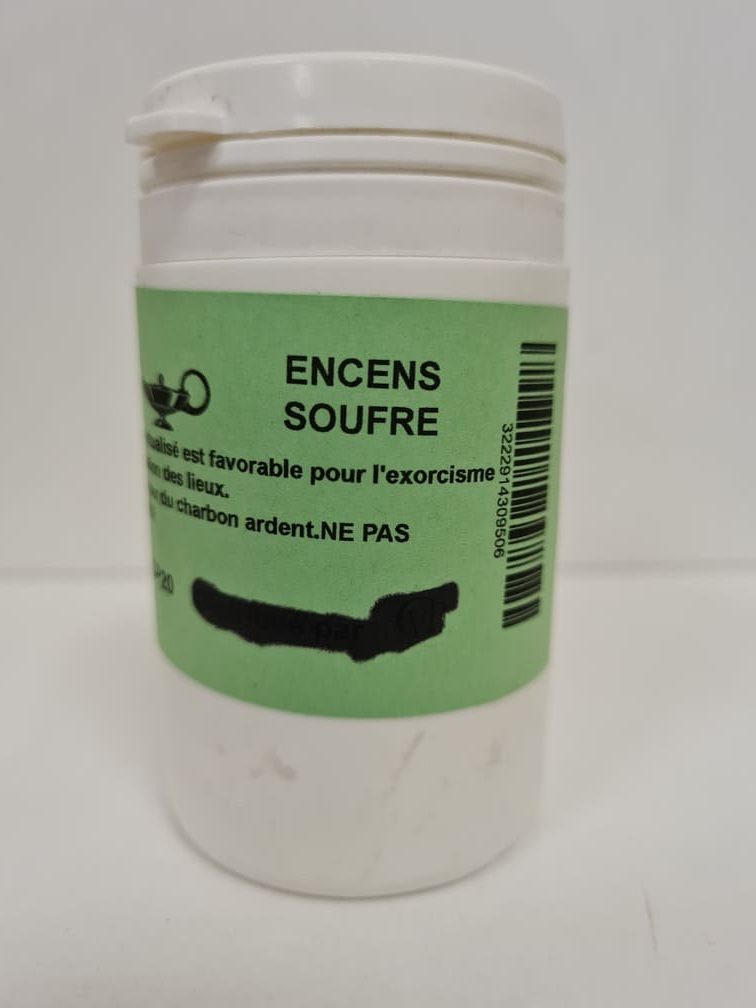 ENCENS
SOUFRE
est favorable pour l'exorcisme
des lieux.
du charbon ardent.NE PAS
3222914309506